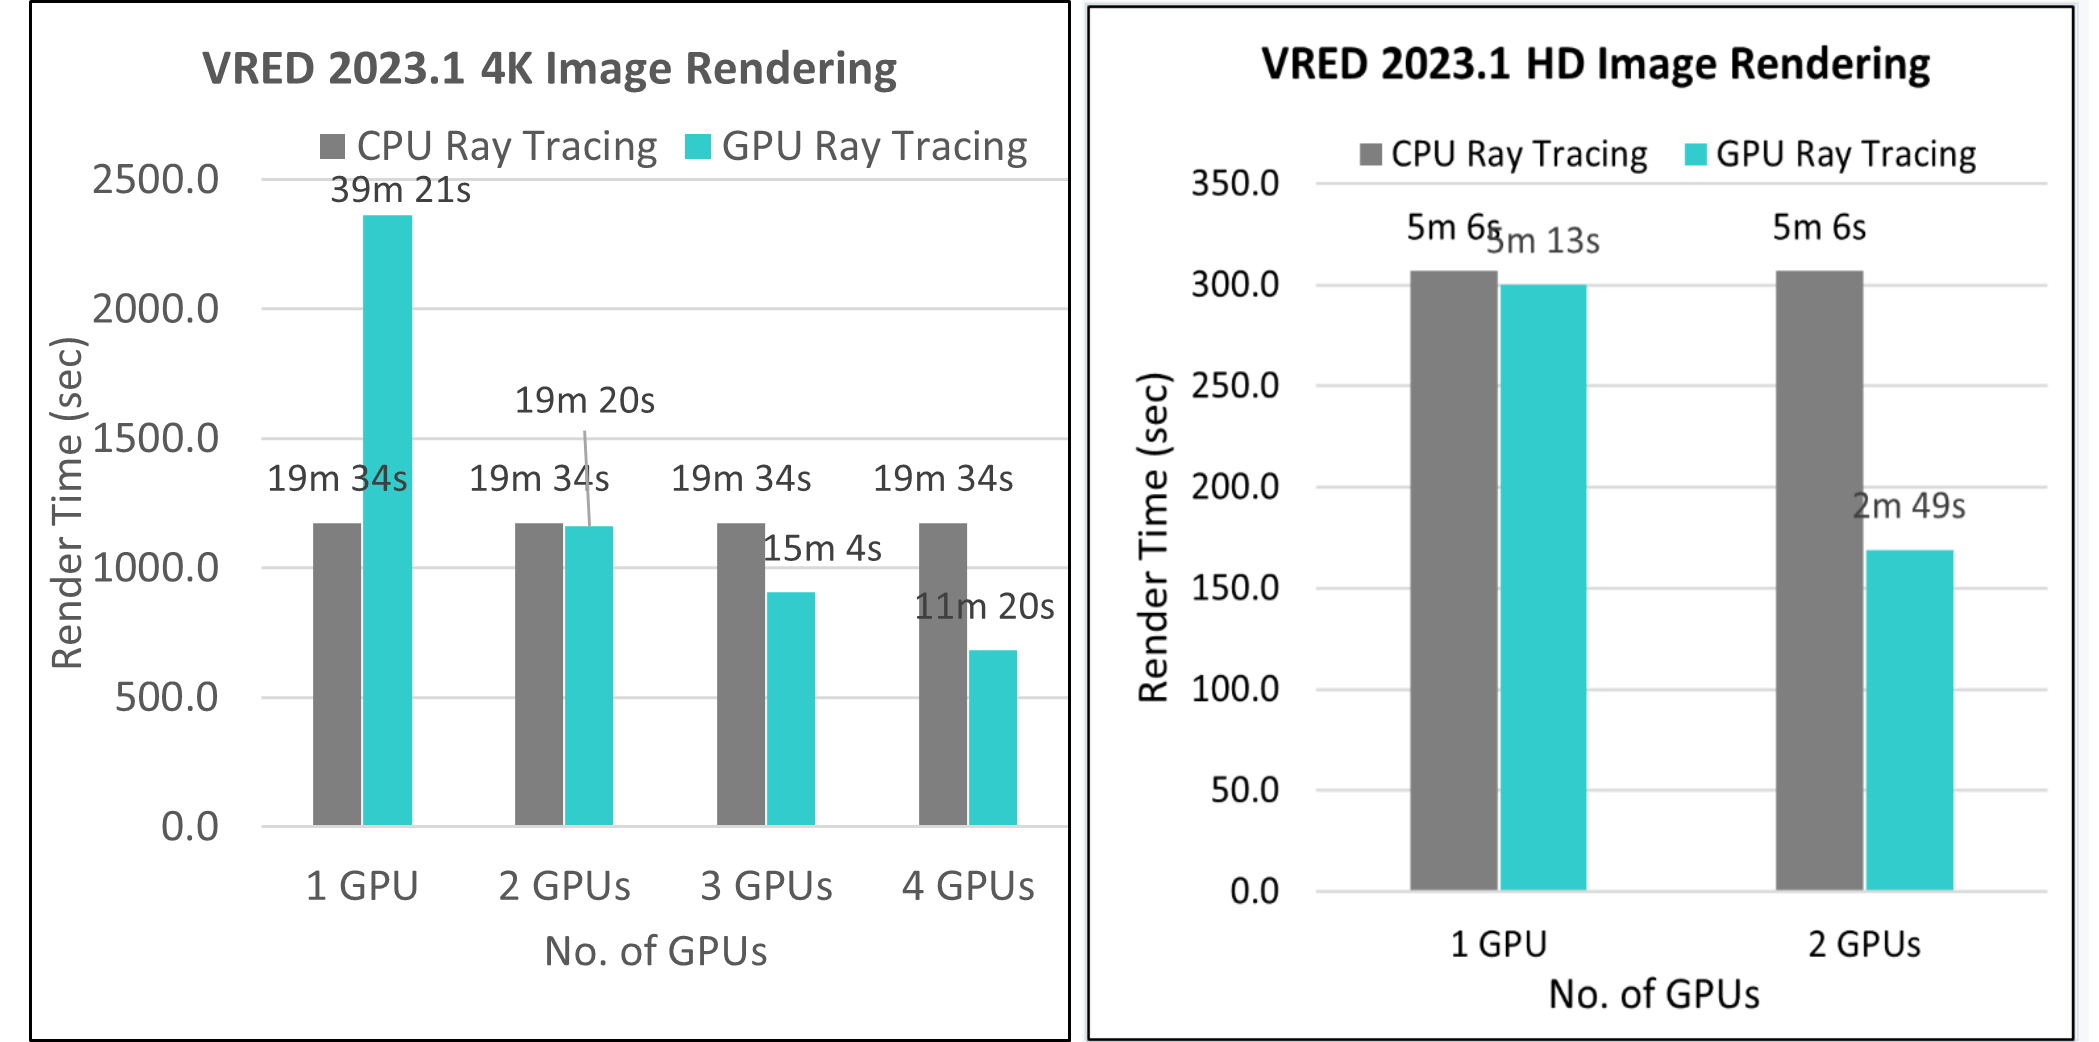 VRED 2023.1 4K Image Rendering
CPU Ray Tracing GPU Ray Tracing
2500.0
2000.0
1500.0
1000.0
500.0
0.0
Render Time (sec)
39m 21s
19m 20s
19m 34s 19m 34s 19m 34s 19m 34s
15m 4s
11m 20s
1 GPU 2 GPUs 3 GPUs 4 GPUs
No. of GPUs
VRED 2023.1 HD Image Rendering
CPU Ray Tracing GPU Ray Tracing
350.0
300.0
250.0
200.0
150.0
100.0
50.0
0.0
Render Time (sec)
5m 6s 5m 13s 5m 6s
2m 49s
1 GPU 2 GPUs
No. of GPUs